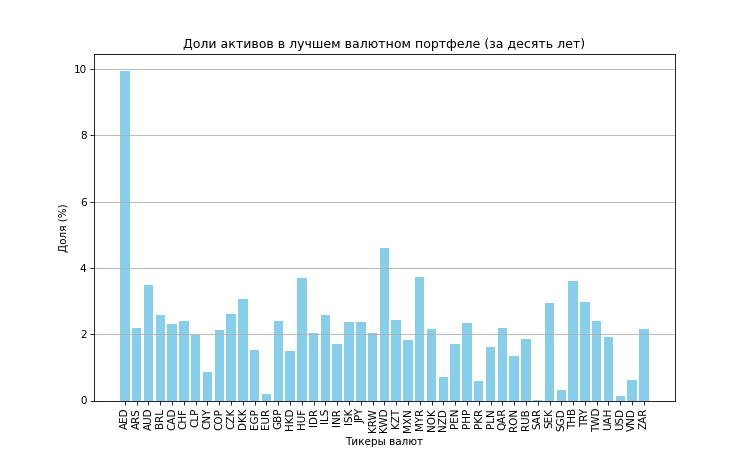 Доли активов в лучшем валютном портфеле (за десять лет)
Доля (%)
10
8
6
4
2
0
AED ARS AUD BRL CAD CHF CLP CNY COP CZK DKK EGP EUR GBP HKD HUF IDR ILS INR ISK JPY KRW KWD KZT MXN MYR NOK NZD PEN PHP PKR PLN QAR RON RUB SAR SEK SGD THB TRY TWD UAH USD VND ZAR
Тикеры валют